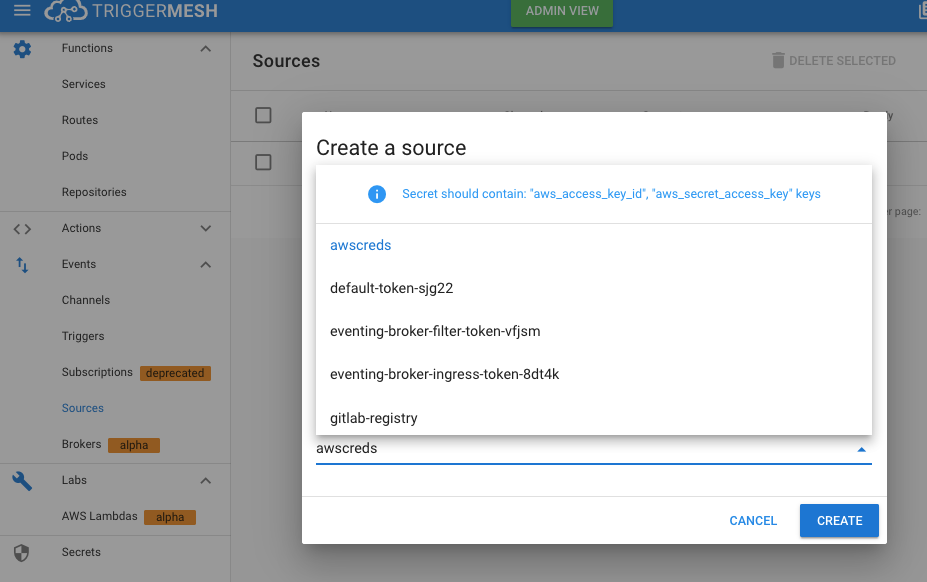 TRIGGERMESH
ADMIN VIEW
Functions
Services
Routes
Pods
Repositories
Actions
Events
Channels
Triggers
Subscriptions deprecated
Sources
Brokers alpha
Labs
AWS Lambdas alpha
Secrets
Sources
DELETE SELECTED
Create a source
Secret should contain: "aws_access_key_id", "aws_secret_access_key" keys
awscreds
default-token-sjg22
eventing-broker-filter-token-vfjsm
eventing-broker-ingress-token-8dt4k
gitlab-registry
awscreds
CANCEL
CREATE
page: